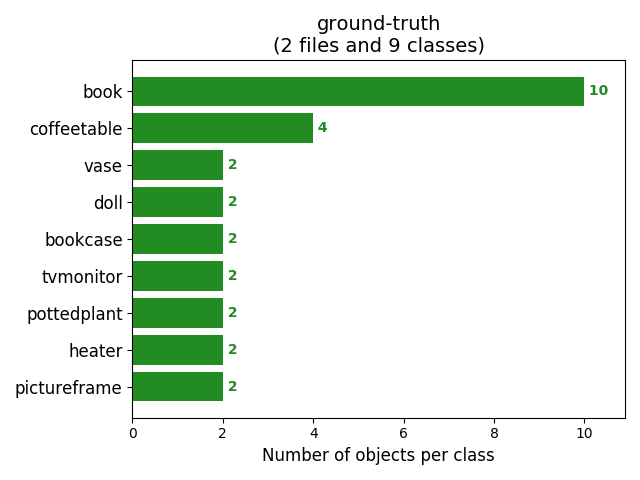 ground-truth
(2 files and 9 classes)
book 10
coffeetable 4
vase 2
doll 2
bookcase 2
tvmonitor 2
pottedplant 2
heater 2
pictureframe 2
0 2 4 6 8 10
Number of objects per class